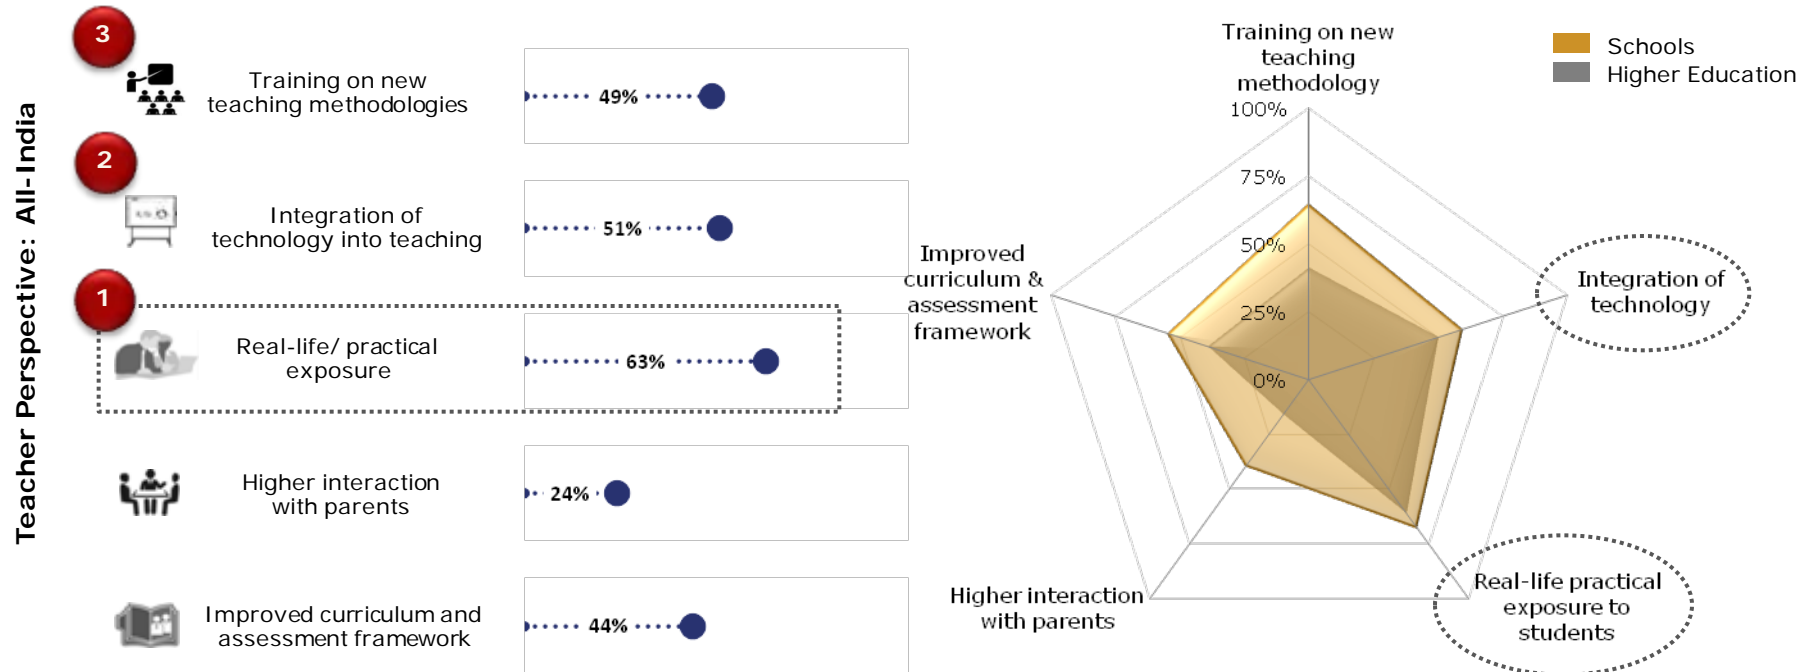 Teacher Perspective: All-India
3
Training on new
teaching methodologies
49%
2
Integration of
technology into teaching
51%
1
Real-life/ practical
exposure
63%
Higher interaction
with parents
24%
Improved curriculum and
assessment framework
44%
Training on new
teaching
methodology
100%
75%
50%
25%
0%
Integration of
technology
Real-life practical
exposure to
students
Higher interaction
with parents
Improved
curriculum &
assessment
framework
Schools
Higher Education